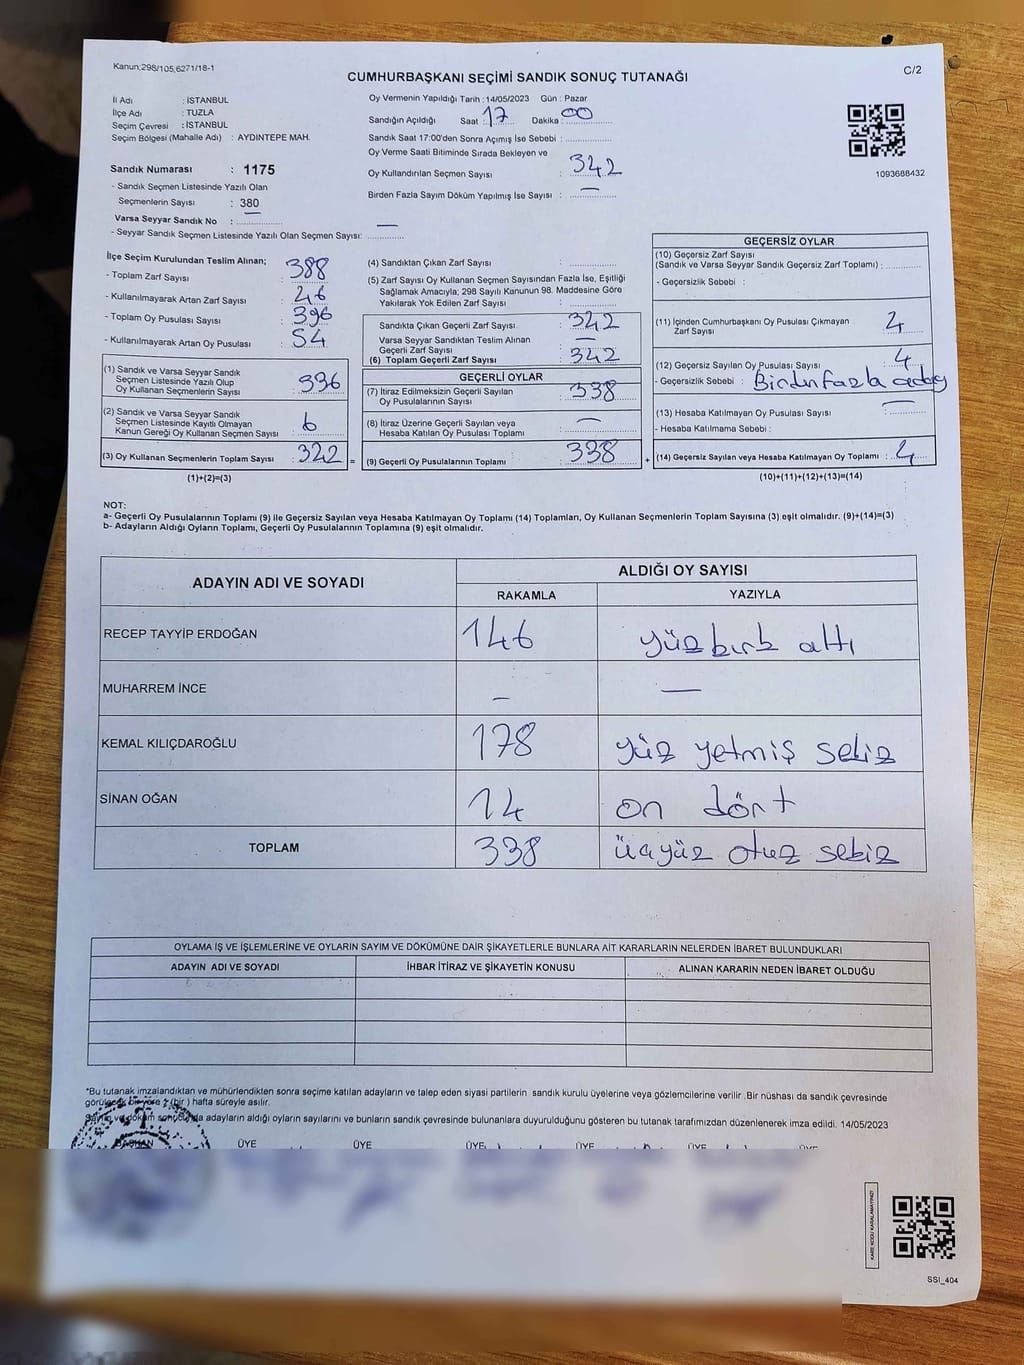 Kanun:298/105,6271/18-1
CUMHURBAŞKANI SEÇİMİ SANDIK SONUÇ TUTANAĞI
C/2
İl Adı : İSTANBUL
İlçe Adı : TUZLA
Seçim Çevresi : İSTANBUL
Seçim Bölgesi (Mahalle Adı) : AYDINTEPE MAH.
Sandık Numarası : 1175
- Sandık Seçmen Listesinde Yazılı Olan
Seçmenlerin Sayısı : 380
Varsa Seyyar Sandık No : —
- Seyyar Sandık Seçmen Listesinde Yazılı Olan Seçmen Sayısı: —
Oy Vermenin Yapıldığı Tarih : 14/05/2023 Gün : Pazar
Sandığın Açıldığı Saat : 17 Dakika : 00
Sandık Saat 17:00'den Sonra Açımış İse Sebebi :
Oy Verme Saati Bitiminde Sırada Bekleyen ve
Oy Kullandırılan Seçmen Sayısı : 342
Birden Fazla Sayım Döküm Yapılmış İse Sayısı : —
1093688432
İlçe Seçim Kurulundan Teslim Alınan;
- Toplam Zarf Sayısı : 388
- Kullanılmayarak Artan Zarf Sayısı : 46
- Toplam Oy Pusulası Sayısı : 396
- Kullanılmayarak Artan Oy Pusulası : 54
(1) Sandık ve Varsa Seyyar Sandık
Seçmen Listesinde Yazılı Olup
Oy Kullanan Seçmenlerin Sayısı : 336
(2) Sandık ve Varsa Seyyar Sandık
Seçmen Listesinde Kayıtlı Olmayan
Kanun Gereği Oy Kullanan Seçmen Sayısı : 6
(3) Oy Kullanan Seçmenlerin Toplam Sayısı : 342 =
(1)+(2)=(3)
(4) Sandıktan Çıkan Zarf Sayısı :
(5) Zarf Sayısı Oy Kullanan Seçmen Sayısından Fazla İse, Eşitliği
Sağlamak Amacıyla; 298 Sayılı Kanunun 98. Maddesine Göre
Yakılarak Yok Edilen Zarf Sayısı :
Sandıkta Çıkan Geçerli Zarf Sayısı : 342
Varsa Seyyar Sandıktan Teslim Alınan
Geçerli Zarf Sayısı : —
(6) Toplam Geçerli Zarf Sayısı : 342
GEÇERLİ OYLAR
(7) İtiraz Edilmeksizin Geçerli Sayılan
Oy Pusulalarının Sayısı : 338
(8) İtiraz Üzerine Geçerli Sayılan veya
Hesaba Katılan Oy Pusulası Toplamı : —
(9) Geçerli Oy Pusulalarının Toplamı : 338 +
GEÇERSİZ OYLAR
(10) Geçersiz Zarf Sayısı
(Sandık ve Varsa Seyyar Sandık Geçersiz Zarf Toplamı) :
- Geçersizlik Sebebi :
(11) İçinden Cumhurbaşkanı Oy Pusulası Çıkmayan
Zarf Sayısı :
(12) Geçersiz Sayılan Oy Pusulası Sayısı : 4
- Geçersizlik Sebebi : Birden fazla
(13) Hesaba Katılmayan Oy Pusulası Sayısı : —
- Hesaba Katılmama Sebebi :
(14) Geçersiz Sayılan veya Hesaba Katılmayan Oy Toplamı : 4
(10)+(11)+(12)+(13)=(14)
NOT:
a- Geçerli Oy Pusulalarının Toplamı (9) ile Geçersiz Sayılan veya Hesaba Katılmayan Oy Toplamı (14) Toplamları, Oy Kullanan Seçmenlerin Toplam Sayısına (3) eşit olmalıdır. (9)+(14)=(3)
b- Adayların Aldığı Oyların Toplamı, Geçerli Oy Pusulalarının Toplamına (9) eşit olmalıdır.
ADAYIN ADI VE SOYADI
ALDIĞI OY SAYISI
RAKAMLA YAZIYLA
RECEP TAYYİP ERDOĞAN 146 yüz kırk altı
MUHARREM İNCE — —
KEMAL KILIÇDAROĞLU 178 yüz yetmiş sekiz
SİNAN OĞAN 14 on dört
TOPLAM 338 üçyüz otuz sekiz
OYLAMA İŞ VE İŞLEMLERİNE VE OYLARIN SAYIM VE DÖKÜMÜNE DAİR ŞİKAYETLERLE BUNLARA AİT KARARLARIN NELERDEN İBARET BULUNDUKLARI
ADAYIN ADI VE SOYADI İHBAR İTİRAZ VE ŞİKAYETİN KONUSU ALINAN KARARIN NEDEN İBARET OLDUĞU
*Bu tutanak imzalandıktan ve mühürlendikten sonra seçime katılan adayların ve talep eden siyasi partilerin sandık kurulu üyelerine veya gözlemcilerine verilir .Bir nüshası da sandık çevresinde
görülecek bir yere 1 (bir ) hafta süreyle asılır.
Sayım ve döküm sonucunda adayların aldığı oyların sayılarını ve bunların sandık çevresinde bulunanlara duyurulduğunu gösteren bu tutanak tarafımızdan düzenlenerek imza edildi. 14/05/2023
BAŞKAN ÜYE ÜYE ÜYE ÜYE ÜYE ÜYE
KARE KODU KARALAMAYINIZ!
SSI_404